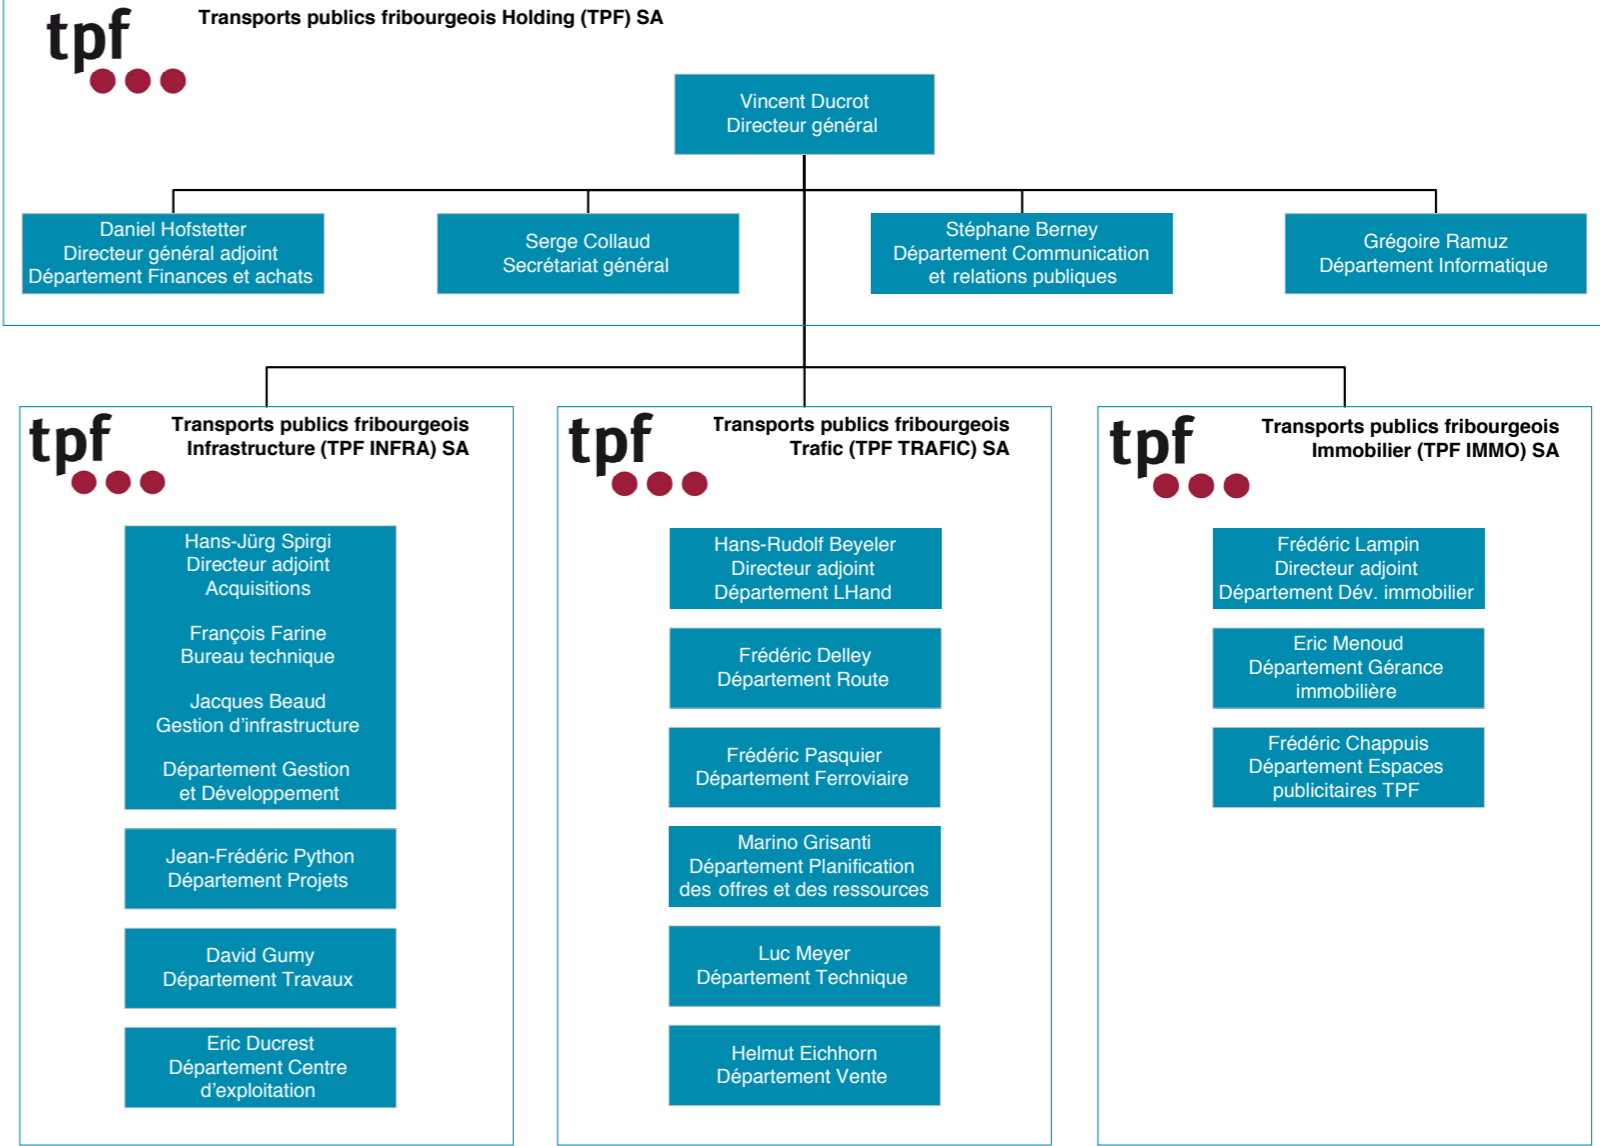 tpf
Transports publics fribourgeois Holding (TPF) SA
Vincent Ducrot
Directeur général
Daniel Hofstetter
Directeur général adjoint
Département Finances et achats
Serge Collaud
Secrétariat général
Stéphane Berney
Département Communication
et relations publiques
Grégoire Ramuz
Département Informatique
tpf
Transports publics fribourgeois
Infrastructure (TPF INFRA) SA
Hans-Jürg Spirgi
Directeur adjoint
Acquisitions
François Farine
Bureau technique
Jacques Beaud
Gestion d'infrastructure
Département Gestion
et Développement
Jean-Frédéric Python
Département Projets
David Gumy
Département Travaux
Eric Ducrest
Département Centre
d'exploitation
tpf
Transports publics fribourgeois
Trafic (TPF TRAFIC) SA
Hans-Rudolf Beyeler
Directeur adjoint
Département LHand
Frédéric Delley
Département Route
Frédéric Pasquier
Département Ferroviaire
Marino Grisanti
Département Planification
des offres et des ressources
Luc Meyer
Département Technique
Helmut Eichhorn
Département Vente
tpf
Transports publics fribourgeois
Immobilier (TPF IMMO) SA
Frédéric Lampin
Directeur adjoint
Département Dév. immobilier
Eric Menoud
Département Gérance
immobilière
Frédéric Chappuis
Département Espaces
publicitaires TPF